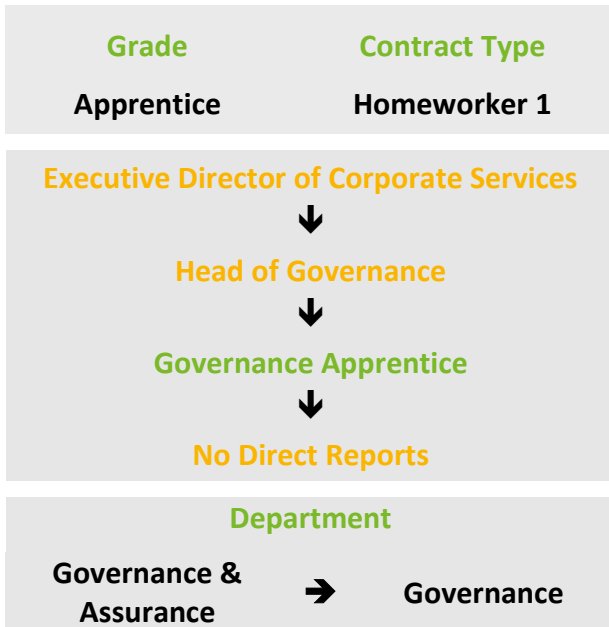 Grade Contract Type
Apprentice Homeworker 1
Executive Director of Corporate Services
↓
Head of Governance
↓
Governance Apprentice
↓
No Direct Reports
Department
Governance &
Assurance → Governance